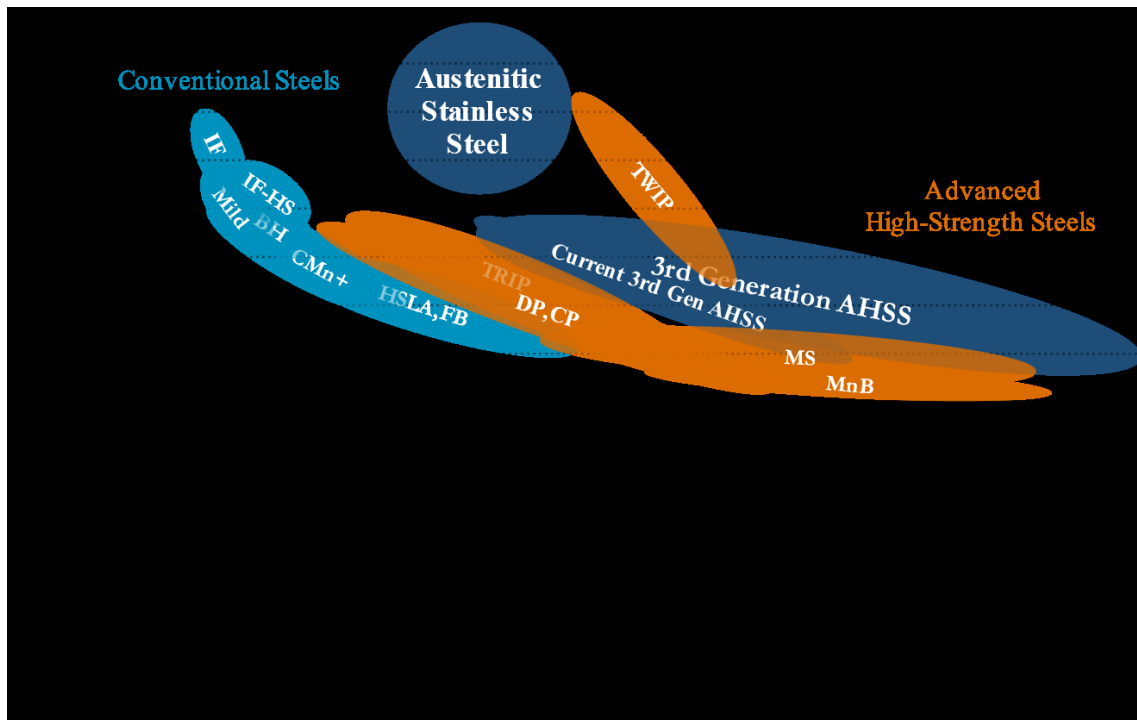 Conventional Steels
Austenitic
Stainless
Steel
IF
IF-HS
Mild
BH
CMn+
HSLA,FB
TRIP
DP,CP
TWIP
Advanced
High-Strength Steels
3rd Generation AHSS
Current 3rd Gen AHSS
MS
MnB